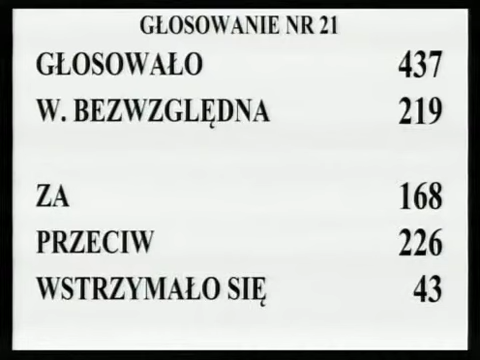 GŁOSOWANIE NR 21
GŁOSOWAŁO 437
W. BEZWZGLĘDNA 219
ZA 168
PRZECIW 226
WSTRZYMAŁO SIĘ 43